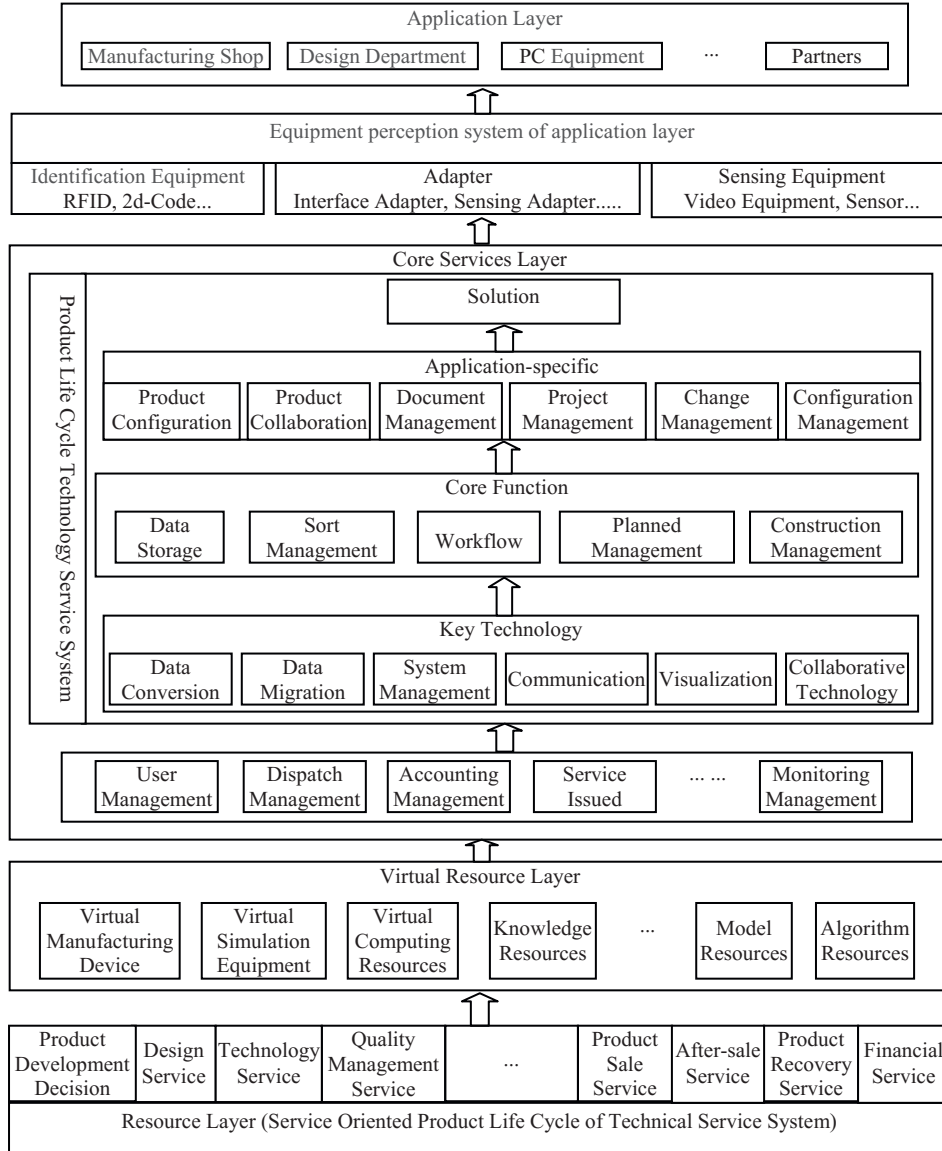 Application Layer
Manufacturing Shop
Design Department
PC Equipment
...
Partners
Equipment perception system of application layer
Identification Equipment
RFID, 2d-Code...
Adapter
Interface Adapter, Sensing Adapter.....
Sensing Equipment
Video Equipment, Sensor...
Core Services Layer
Product Life Cycle Technology Service System
Solution
Application-specific
Product
Configuration
Product
Collaboration
Document
Management
Project
Management
Change
Management
Configuration
Management
Core Function
Data
Storage
Sort
Management
Workflow
Planned
Management
Construction
Management
Key Technology
Data
Conversion
Data
Migration
System
Management
Communication
Visualization
Collaborative
Technology
User
Management
Dispatch
Management
Accounting
Management
Service
Issued
... ...
Monitoring
Management
Virtual Resource Layer
Virtual
Manufacturing
Device
Virtual
Simulation
Equipment
Virtual
Computing
Resources
Knowledge
Resources
...
Model
Resources
Algorithm
Resources
Product
Development
Decision
Design
Service
Technology
Service
Quality
Management
Service
...
Product
Sale
Service
After-sale
Service
Product
Recovery
Service
Financial
Service
Resource Layer (Service Oriented Product Life Cycle of Technical Service System)